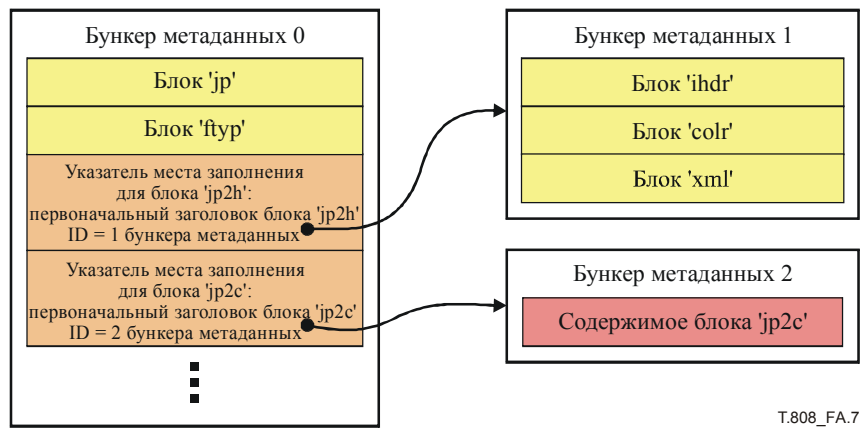 Бункер метаданных 0
Блок 'jp'
Блок 'ftyp'
Указатель места заполнения
для блока 'jp2h':
первоначальный заголовок блока 'jp2h'
ID = 1 бункера метаданных
Указатель места заполнения
для блока 'jp2c':
первоначальный заголовок блока 'jp2c'
ID = 2 бункера метаданных
Бункер метаданных 1
Блок 'ihdr'
Блок 'colr'
Блок 'xml'
Бункер метаданных 2
Содержимое блока 'jp2c'
T.808_FA.7